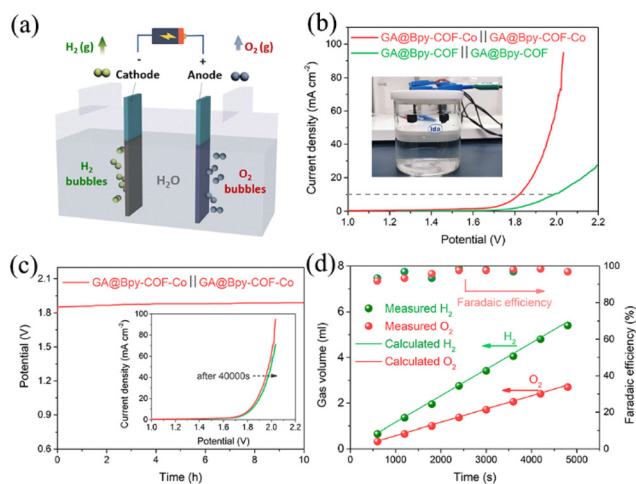 (a)
H₂ (g)
O₂ (g)
- +
Cathode Anode
H₂
bubbles
H₂O
O₂
bubbles
(b)
GA@Bpy-COF-Co||GA@Bpy-COF-Co
GA@Bpy-COF||GA@Bpy-COF
Current density (mA cm⁻²)
100
80
60
40
20
0
ida
1.0 1.2 1.4 1.6 1.8 2.0 2.2
Potential (V)
(c)
GA@Bpy-COF-Co||GA@Bpy-COF-Co
Potential (V)
2.1
1.8
1.5
1.2
0.9
0.6
Current density (mA cm⁻²)
100
80
60
40
20
0
after 40000s
1.0 1.2 1.4 1.6 1.8 2.0 2.2
Potential (V)
0 2 4 6 8 10
Time (h)
(d)
Gas volume (ml)
8
6
4
2
0
Faradaic efficiency
Measured H₂
Measured O₂
Calculated H₂
Calculated O₂
H₂
O₂
100
80
60
40
20
0
Faradaic efficiency (%)
0 1000 2000 3000 4000 5000
Time (s)